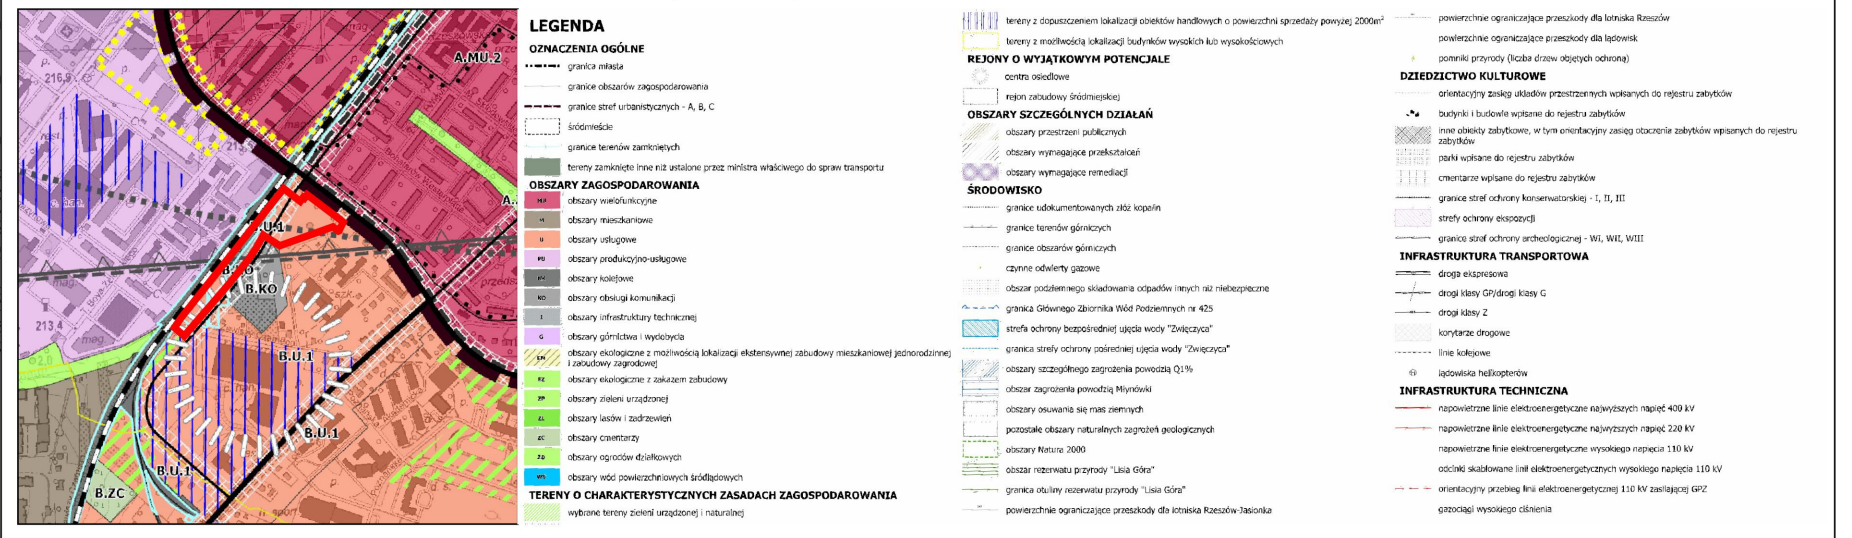 A.MU.2
216,9
p.
p.
p.
mag.
213,5
A.
.U.1
mag.
B.KO
213,4
mag.
szk.
B.U.1
B.U.1
B.U.1
B.ZC
sport
LEGENDA
OZNACZENIA OGÓLNE
granica miasta
granice obszarów zagospodarowania
granice stref urbanistycznych - A, B, C
śródmieście
granice terenów zamkniętych
tereny zamknięte inne niż ustalone przez ministra właściwego do spraw transportu
OBSZARY ZAGOSPODAROWANIA
MU obszary wielofunkcyjne
M obszary mieszkaniowe
U obszary usługowe
PU obszary produkcyjno-usługowe
KK obszary kolejowe
KO obszary obsługi komunikacji
I obszary infrastruktury technicznej
G obszary górnictwa i wydobycia
EM obszary ekologiczne z możliwością lokalizacji ekstensywnej zabudowy mieszkaniowej jednorodzinnej
i zabudowy zagrodowej
EZ obszary ekologiczne z zakazem zabudowy
ZP obszary zieleni urządzonej
ZL obszary lasów i zadrzewień
ZC obszary cmentarzy
ZD obszary ogrodów działkowych
WS obszary wód powierzchniowych śródlądowych
TERENY O CHARAKTERYSTYCZNYCH ZASADACH ZAGOSPODAROWANIA
wybrane tereny zieleni urządzonej i naturalnej
tereny z dopuszczeniem lokalizacji obiektów handlowych o powierzchni sprzedaży powyżej 2000m²
tereny z możliwością lokalizacji budynków wysokich lub wysokościowych
REJONY O WYJĄTKOWYM POTENCJALE
centra osiedlowe
rejon zabudowy śródmiejskiej
OBSZARY SZCZEGÓLNYCH DZIAŁAŃ
obszary przestrzeni publicznych
obszary wymagające przekształceń
obszary wymagające remediacji
ŚRODOWISKO
granice udokumentowanych złóż kopalin
granice terenów górniczych
granice obszarów górniczych
czynne odwierty gazowe
obszar podziemnego składowania odpadów innych niż niebezpieczne
granica Głównego Zbiornika Wód Podziemnych nr 425
strefa ochrony bezpośredniej ujęcia wody "Zwięczyca"
granica strefy ochrony pośredniej ujęcia wody "Zwięczyca"
obszary szczególnego zagrożenia powodzią Q1%
obszar zagrożenia powodzią Młynówki
obszary osuwania się mas ziemnych
pozostałe obszary naturalnych zagrożeń geologicznych
obszary Natura 2000
obszar rezerwatu przyrody "Lisia Góra"
granica otuliny rezerwatu przyrody "Lisia Góra"
powierzchnie ograniczające przeszkody dla lotniska Rzeszów-Jasionka
powierzchnie ograniczające przeszkody dla lotniska Rzeszów
powierzchnie ograniczające przeszkody dla lądowisk
pomniki przyrody (liczba drzew objętych ochroną)
DZIEDZICTWO KULTUROWE
orientacyjny zasięg układów przestrzennych wpisanych do rejestru zabytków
budynki i budowle wpisane do rejestru zabytków
inne obiekty zabytkowe, w tym orientacyjny zasięg otoczenia zabytków wpisanych do rejestru
zabytków
parki wpisane do rejestru zabytków
cmentarze wpisane do rejestru zabytków
granice stref ochrony konserwatorskiej - I, II, III
strefy ochrony ekspozycji
granice stref ochrony archeologicznej - WI, WII, WIII
INFRASTRUKTURA TRANSPORTOWA
droga ekspresowa
drogi klasy GP/drogi klasy G
drogi klasy Z
korytarze drogowe
linie kolejowe
lądowiska helikopterów
INFRASTRUKTURA TECHNICZNA
napowietrzne linie elektroenergetyczne najwyższych napięć 400 kV
napowietrzne linie elektroenergetyczne najwyższych napięć 220 kV
napowietrzne linie elektroenergetyczne wysokiego napięcia 110 kV
odcinki skablowane linii elektroenergetycznych wysokiego napięcia 110 kV
orientacyjny przebieg linii elektroenergetycznej 110 kV zasilającej GPZ
gazociągi wysokiego ciśnienia